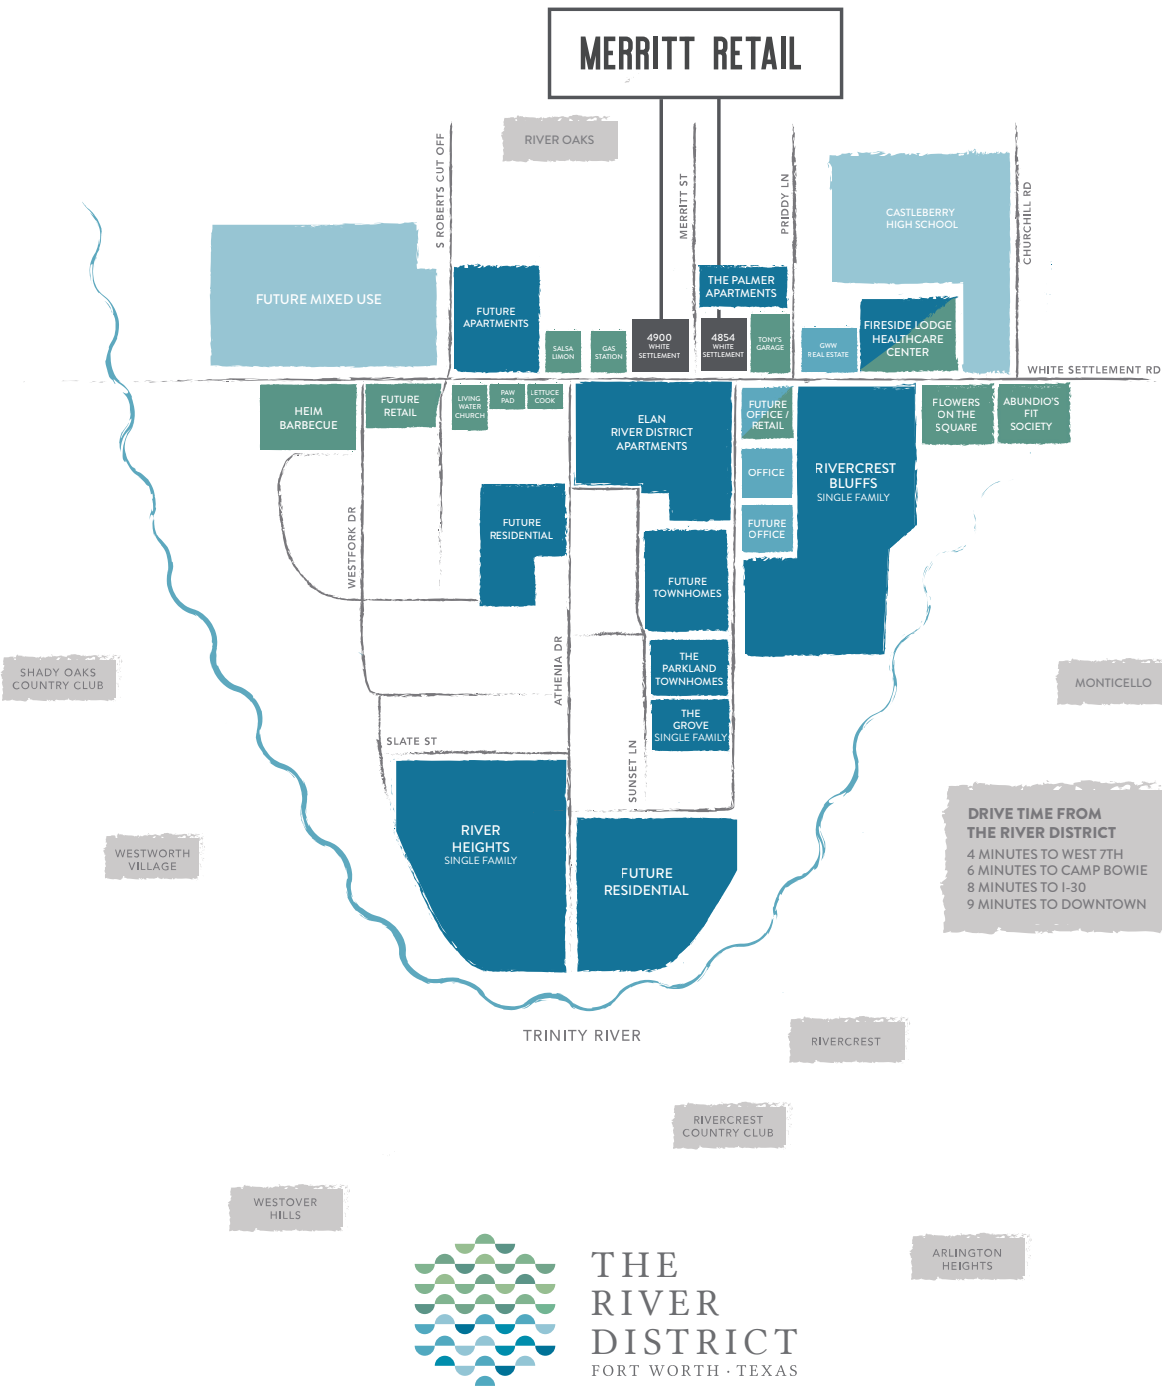 MERRITT RETAIL
RIVER OAKS
S ROBERTS CUT OFF
MERRITT ST
PRIDDY LN
CHURCHILL RD
CASTLEBERRY
HIGH SCHOOL
FUTURE MIXED USE
FUTURE
APARTMENTS
THE PALMER
APARTMENTS
SALSA
LIMON
GAS
STATION
4900
WHITE
SETTLEMENT
4854
WHITE
SETTLEMENT
TONY'S
GARAGE
GWW
REAL ESTATE
FIRESIDE LODGE
HEALTHCARE
CENTER
WHITE SETTLEMENT RD
HEIM
BARBECUE
FUTURE
RETAIL
LIVING
WATER
CHURCH
PAW
PAD
LETTUCE
COOK
ELAN
RIVER DISTRICT
APARTMENTS
FUTURE
OFFICE /
RETAIL
OFFICE
FUTURE
OFFICE
RIVERCREST
BLUFFS
SINGLE FAMILY
FLOWERS
ON THE
SQUARE
ABUNDIO'S
FIT
SOCIETY
WESTFORK DR
FUTURE
RESIDENTIAL
FUTURE
TOWNHOMES
ATHENIA DR
THE
PARKLAND
TOWNHOMES
THE
GROVE
SINGLE FAMILY
SHADY OAKS
COUNTRY CLUB
MONTICELLO
SLATE ST
SUNSET LN
RIVER
HEIGHTS
SINGLE FAMILY
FUTURE
RESIDENTIAL
WESTWORTH
VILLAGE
DRIVE TIME FROM
THE RIVER DISTRICT
4 MINUTES TO WEST 7TH
6 MINUTES TO CAMP BOWIE
8 MINUTES TO I-30
9 MINUTES TO DOWNTOWN
TRINITY RIVER
RIVERCREST
RIVERCREST
COUNTRY CLUB
WESTOVER
HILLS
ARLINGTON
HEIGHTS
THE
RIVER
DISTRICT
FORT WORTH · TEXAS